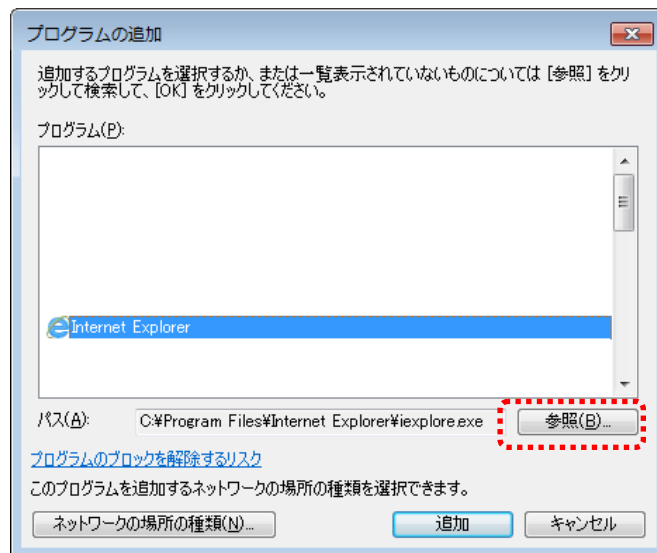 プログラムの追加
追加するプログラムを選択するか、または一覧表示されていないものについては [参照] をクリ
ックして検索して、[OK] をクリックしてください。
プログラム(P):
Internet Explorer
パス(A): C:¥Program Files¥Internet Explorer¥iexplore.exe 参照(B)...
プログラムのブロックを解除するリスク
このプログラムを追加するネットワークの場所の種類を選択できます。
ネットワークの場所の種類(N)... 追加 キャンセル